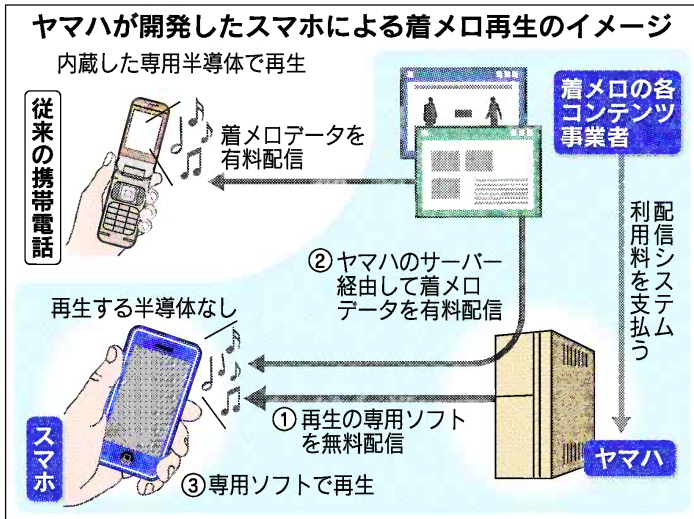 ヤマハが開発したスマホによる着メロ再生のイメージ
内蔵した専用半導体で再生
従来の携帯電話
着メロデータを
有料配信
着メロの各
コンテンツ
事業者
配信システム
利用料を支払う
②ヤマハのサーバー
経由して着メロ
データを有料配信
再生する半導体なし
スマホ
①再生の専用ソフト
を無料配信
③専用ソフトで再生
ヤマハ